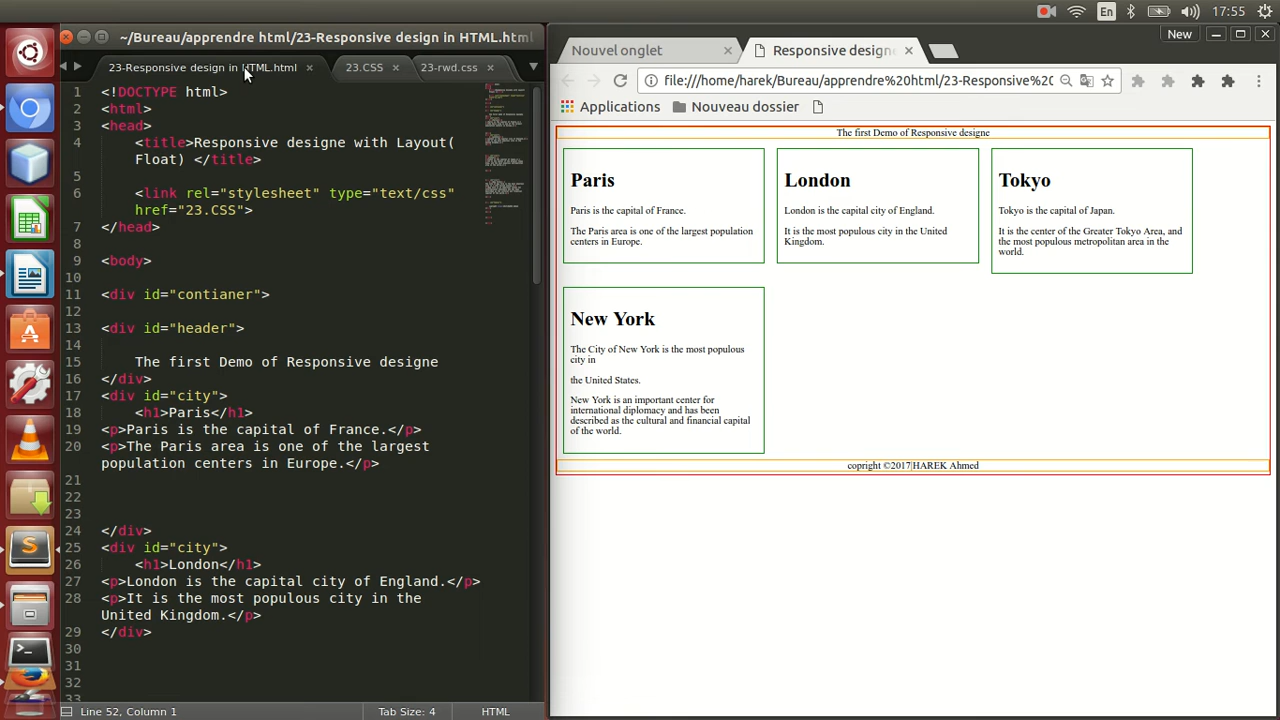 ~/Bureau/apprendre html/23-Responsive design in HTML.html
En
17:55
23-Responsive design in HTML.html
23.CSS
23-rwd.css
1 <!DOCTYPE html>
2 <html>
3 <head>
4 <title>Responsive designe with Layout(
Float) </title>
5
6 <link rel="stylesheet" type="text/css"
href="23.CSS">
7 </head>
8
9 <body>
10
11 <div id="contianer">
12
13 <div id="header">
14
15 The first Demo of Responsive designe
16 </div>
17 <div id="city">
18 <h1>Paris</h1>
19 <p>Paris is the capital of France.</p>
20 <p>The Paris area is one of the largest
population centers in Europe.</p>
21
22
23
24 </div>
25 <div id="city">
26 <h1>London</h1>
27 <p>London is the capital city of England.</p>
28 <p>It is the most populous city in the
United Kingdom.</p>
29 </div>
30
31
32
33
Line 52, Column 1
Tab Size: 4
HTML
Nouvel onglet
Responsive designe
New
file:///home/harek/Bureau/apprendre%20html/23-Responsive%20
Applications
Nouveau dossier
The first Demo of Responsive designe
Paris
Paris is the capital of France.
The Paris area is one of the largest population
centers in Europe.
London
London is the capital city of England.
It is the most populous city in the United
Kingdom.
Tokyo
Tokyo is the capital of Japan.
It is the center of the Greater Tokyo Area, and
the most populous metropolitan area in the
world.
New York
The City of New York is the most populous
city in
the United States.
New York is an important center for
international diplomacy and has been
described as the cultural and financial capital
of the world.
copright ©2017|HAREK Ahmed